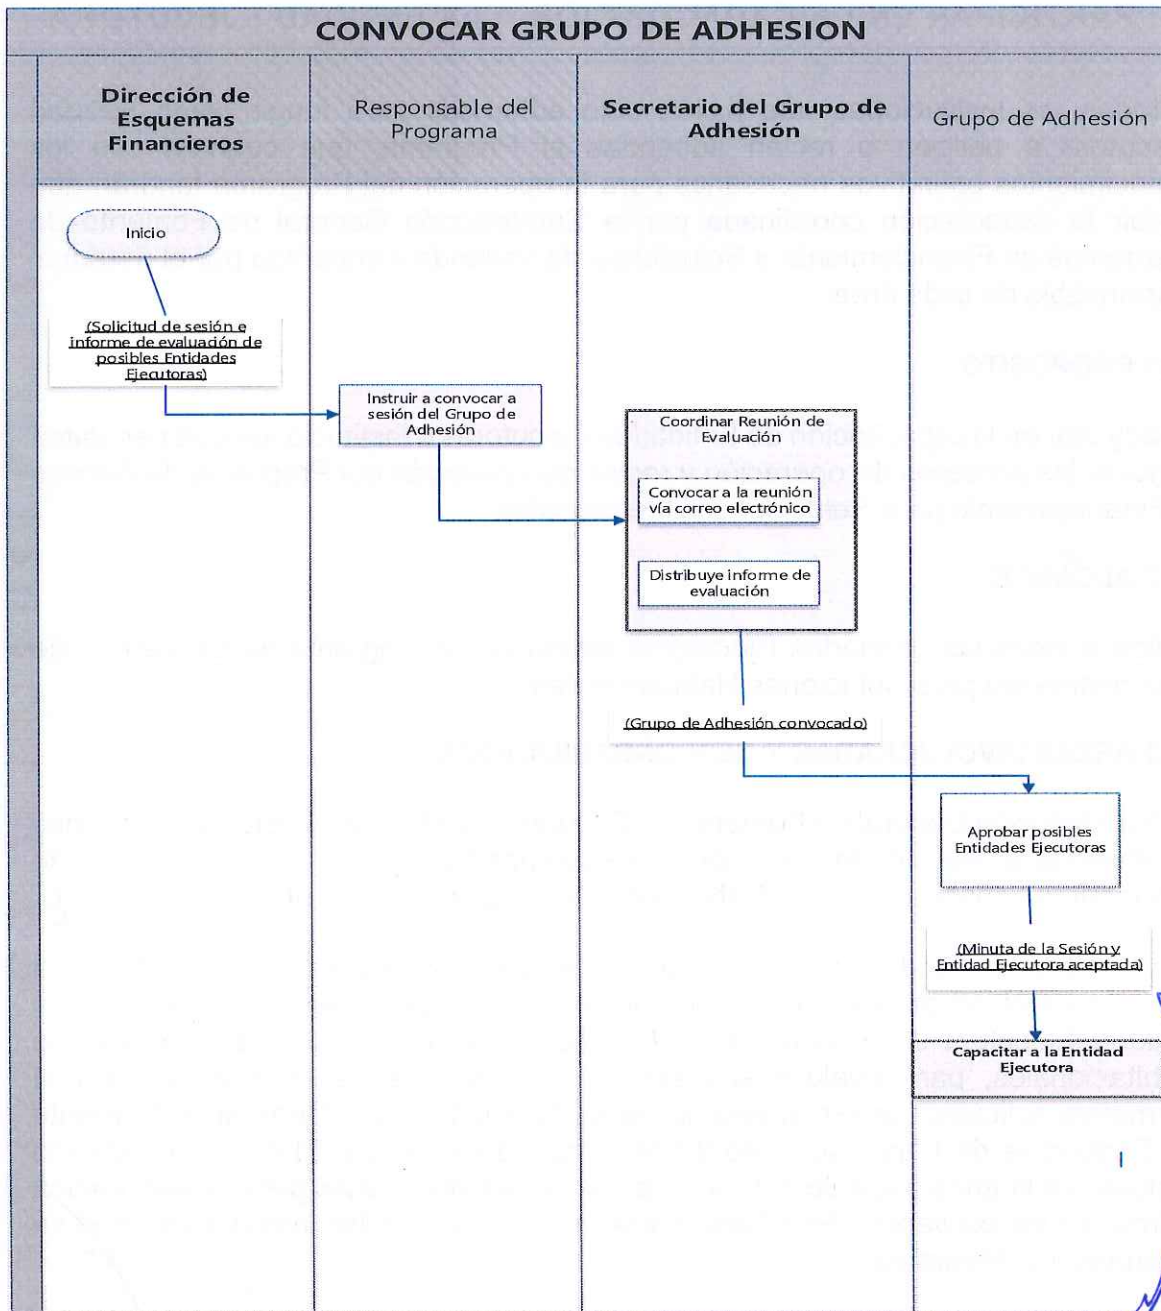 CONVOCAR GRUPO DE ADHESION
Dirección de
Esquemas
Financieros
Responsable del
Programa
Secretario del Grupo de
Adhesión
Grupo de Adhesión
Inicio
(Solicitud de sesión e
informe de evaluación de
posibles Entidades
Ejecutoras)
Instruir a convocar a
sesión del Grupo de
Adhesión
Coordinar Reunión de
Evaluación
Convocar a la reunión
vía correo electrónico
Distribuye informe de
evaluación
(Grupo de Adhesión convocado)
Aprobar posibles
Entidades Ejecutoras
(Minuta de la Sesión y
Entidad Ejecutora aceptada)
Capacitar a la Entidad
Ejecutora